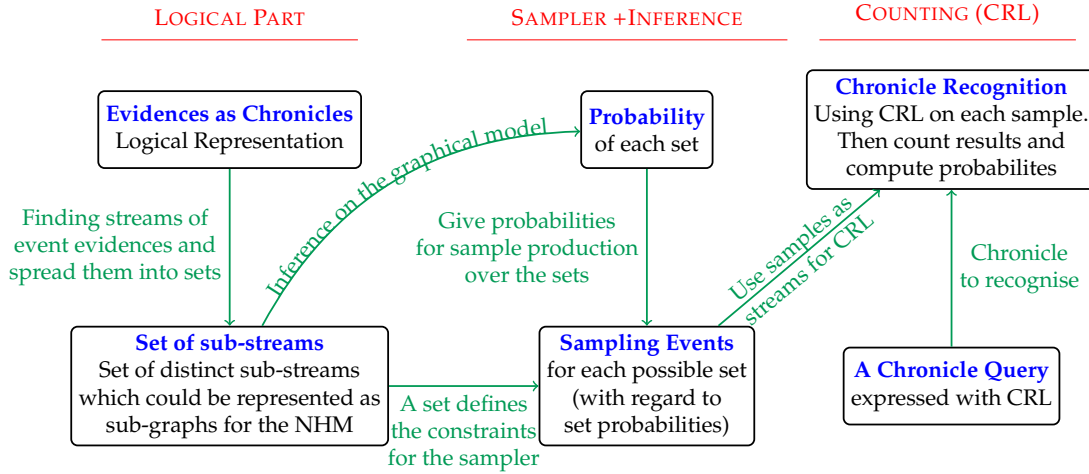 LOGICAL PART
SAMPLER +INFERENCE
COUNTING (CRL)
Evidences as Chronicles
Logical Representation
Probability
of each set
Chronicle Recognition
Using CRL on each sample.
Then count results and
compute probabilites
Finding streams of
event evidences and
spread them into sets
Inference on the graphical model
Give probabilities
for sample production
over the sets
Use samples as
streams for CRL
Chronicle
to recognise
Set of sub-streams
Set of distinct sub-streams
which could be represented as
sub-graphs for the NHM
A set defines
the constraints
for the sampler
Sampling Events
for each possible set
(with regard to
set probabilities)
A Chronicle Query
expressed with CRL